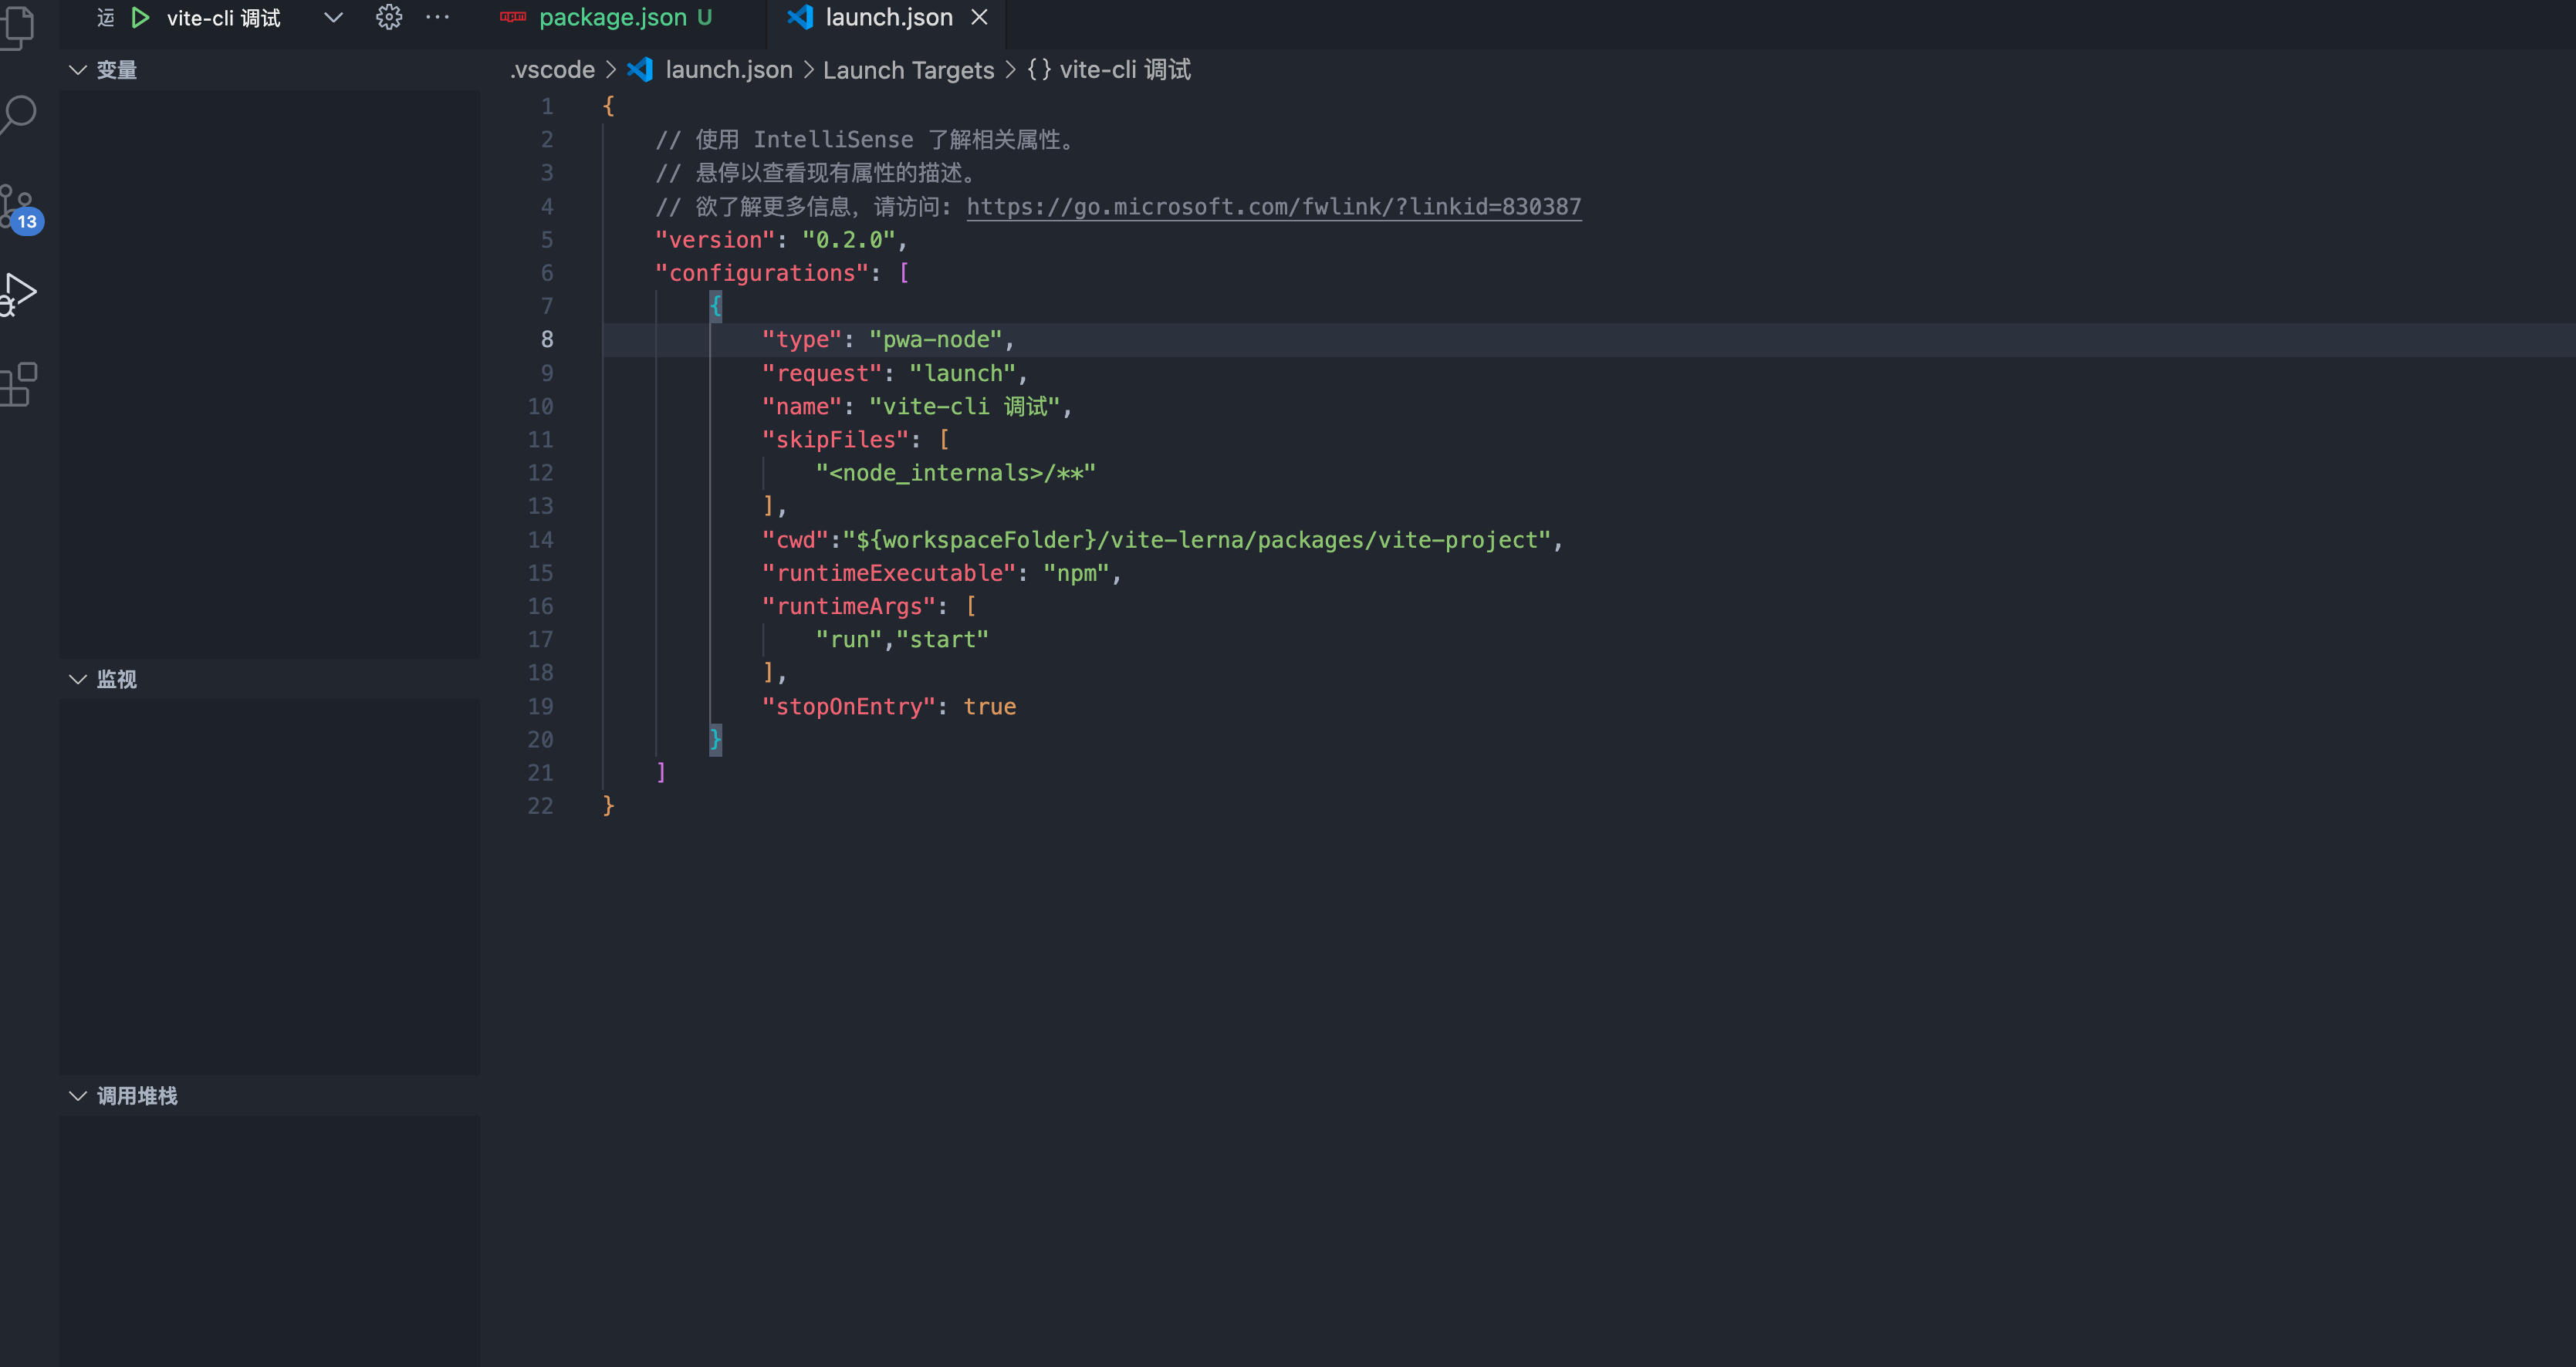 运 vite-cli 调试 ···
package.json U
launch.json
变量
.vscode > launch.json > Launch Targets > {} vite-cli 调试
13
1 {
2 // 使用 IntelliSense 了解相关属性。
3 // 悬停以查看现有属性的描述。
4 // 欲了解更多信息，请访问: https://go.microsoft.com/fwlink/?linkid=830387
5 "version": "0.2.0",
6 "configurations": [
7 {
8 "type": "pwa-node",
9 "request": "launch",
10 "name": "vite-cli 调试",
11 "skipFiles": [
12 "<node_internals>/**"
13 ],
14 "cwd":"${workspaceFolder}/vite-lerna/packages/vite-project",
15 "runtimeExecutable": "npm",
16 "runtimeArgs": [
17 "run","start"
18 ],
19 "stopOnEntry": true
20 }
21 ]
22 }
监视
调用堆栈